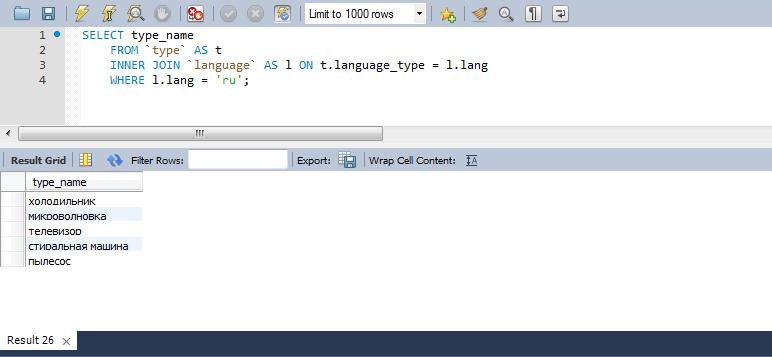 Limit to 1000 rows
1 SELECT type_name
2 FROM `type` AS t
3 INNER JOIN `language` AS l ON t.language_type = l.lang
4 WHERE l.lang = 'ru';
Result Grid Filter Rows: Export: Wrap Cell Content:
type_name
холодильник
микроволновка
телевизор
стиральная машина
пылесос
Result 26